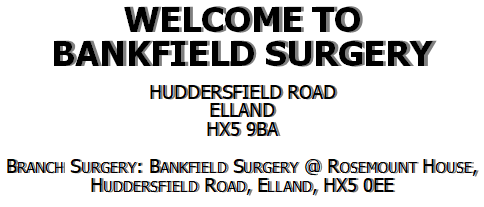 WELCOME TO
BANKFIELD SURGERY
HUDDERSFIELD ROAD
ELLAND
HX5 9BA
BRANCH SURGERY: BANKFIELD SURGERY @ ROSEMOUNT HOUSE,
HUDDERSFIELD ROAD, ELLAND, HX5 0EE